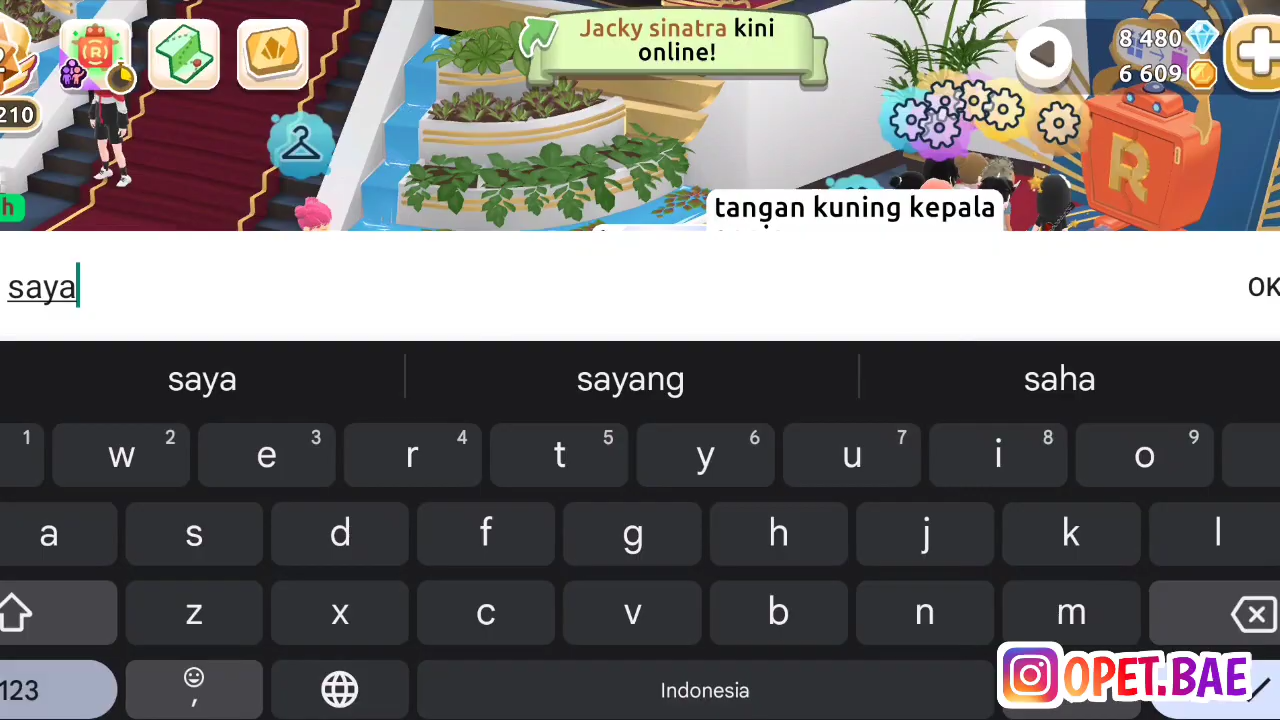 Jacky sinatra kini
online!
8 480
6 609
210
R
R
h
tangan kuning kepala
saya
OK
saya sayang saha
1 2 3 4 5 6 7 8 9
w e r t y u i o
a s d f g h j k l
z x c v b n m
123 , Indonesia
OPET.BAE